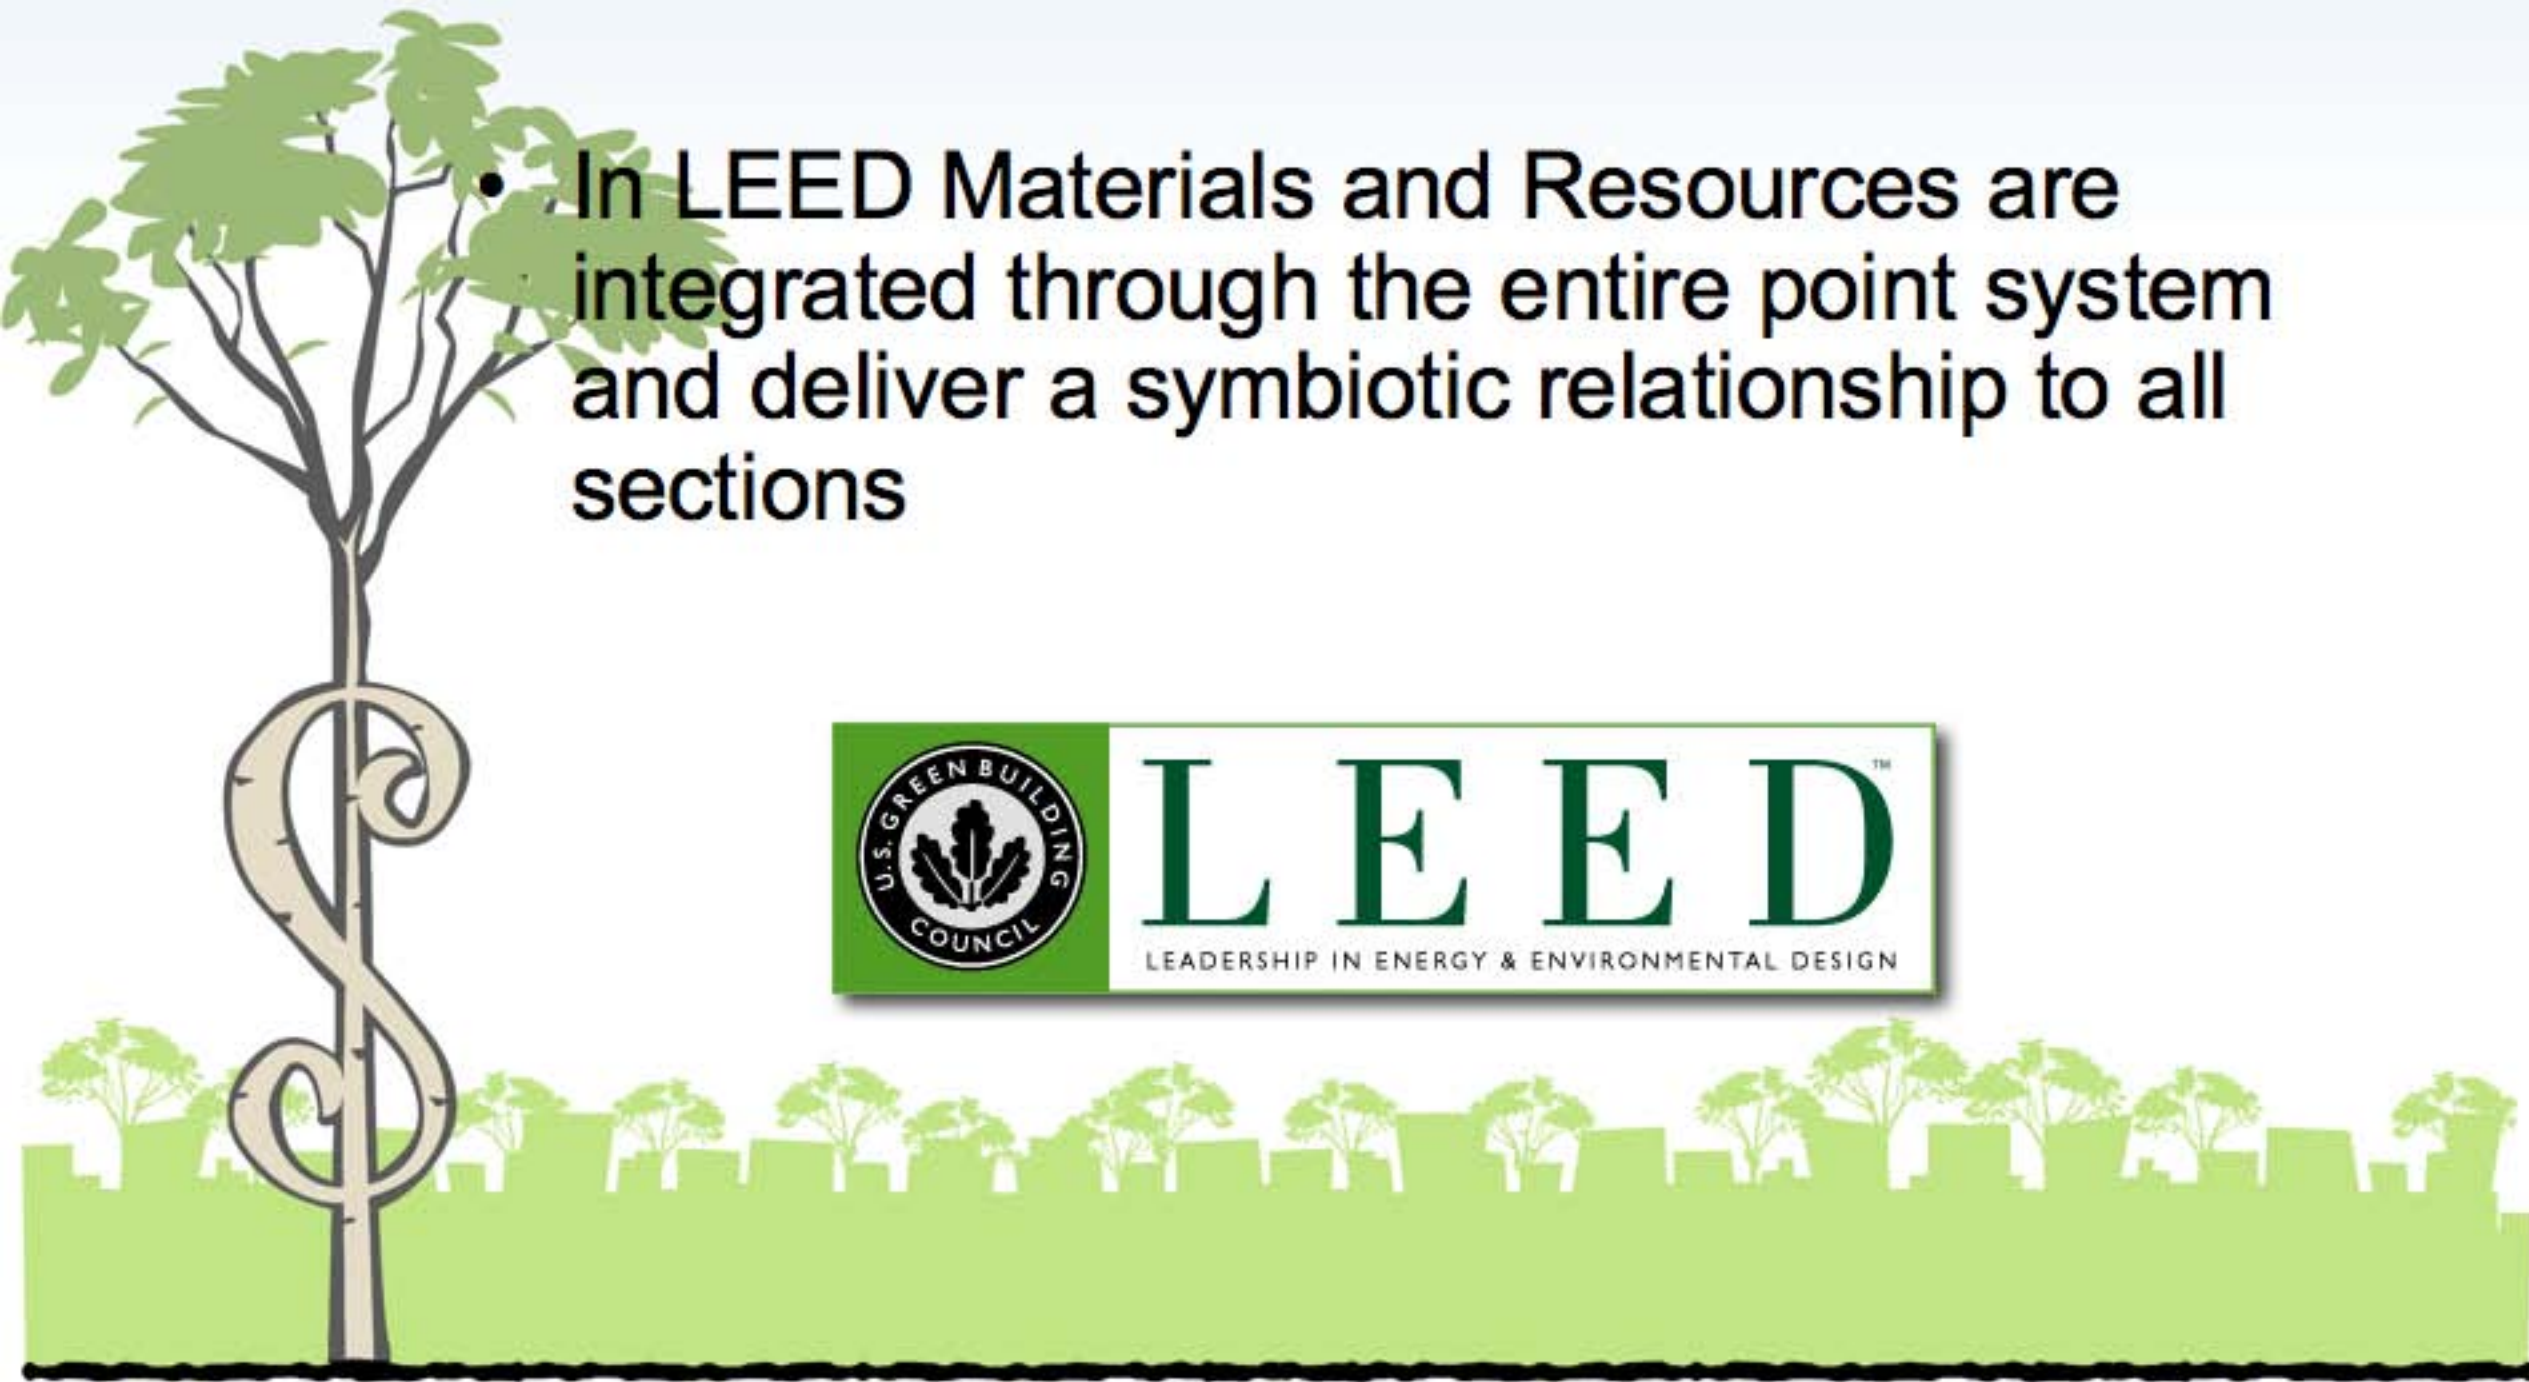 • In LEED Materials and Resources are
integrated through the entire point system
and deliver a symbiotic relationship to all
sections
U.S. GREEN BUILDING
COUNCIL
LEED™
LEADERSHIP IN ENERGY & ENVIRONMENTAL DESIGN